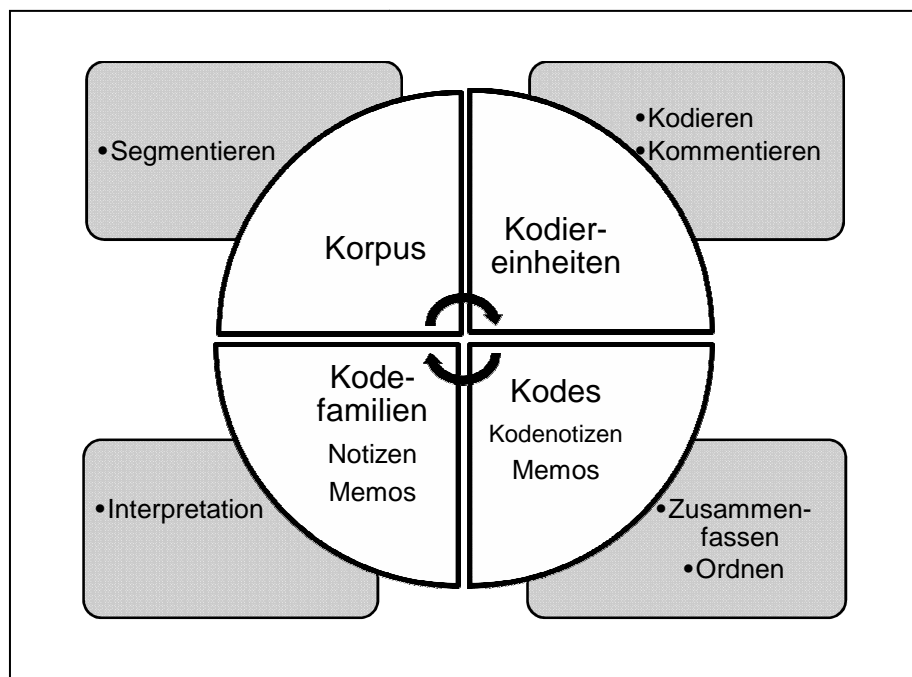 •Segmentieren
•Kodieren
•Kommentieren
Korpus
Kodier-
einheiten
Kode-
familien
Notizen
Memos
Kodes
Kodenotizen
Memos
•Interpretation
•Zusammen-
fassen
•Ordnen